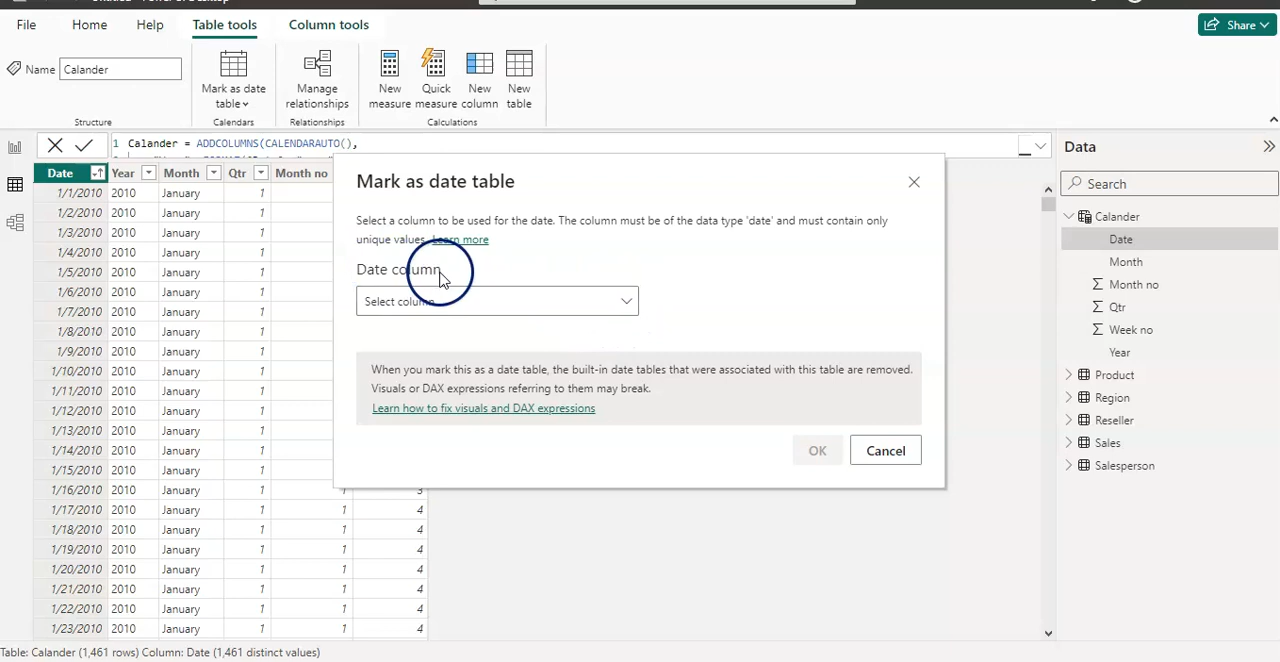 File Home Help Table tools Column tools Share
Name Calander
Mark as date table
Manage relationships
New measure
Quick measure
New column
New table
Structure Calendars Relationships Calculations
1 Calander = ADDCOLUMNS(CALENDARAUTO(),
Date Year Month Qtr Month no
1/1/2010 2010 January 1
1/2/2010 2010 January 1
1/3/2010 2010 January 1
1/4/2010 2010 January 1
1/5/2010 2010 January 1
1/6/2010 2010 January 1
1/7/2010 2010 January 1
1/8/2010 2010 January 1
1/9/2010 2010 January 1
1/10/2010 2010 January 1
1/11/2010 2010 January 1
1/12/2010 2010 January 1
1/13/2010 2010 January 1
1/14/2010 2010 January 1
1/15/2010 2010 January 1
1/16/2010 2010 January 1 1 3
1/17/2010 2010 January 1 1 4
1/18/2010 2010 January 1 1 4
1/19/2010 2010 January 1 1 4
1/20/2010 2010 January 1 1 4
1/21/2010 2010 January 1 1 4
1/22/2010 2010 January 1 1 4
1/23/2010 2010 January 1 1 4
Mark as date table
Select a column to be used for the date. The column must be of the data type 'date' and must contain only
unique values. Learn more
Date column
Select column
When you mark this as a date table, the built-in date tables that were associated with this table are removed.
Visuals or DAX expressions referring to them may break.
Learn how to fix visuals and DAX expressions
OK Cancel
Data
Search
Calander
Date
Month
Month no
Qtr
Week no
Year
Product
Region
Reseller
Sales
Salesperson
Table: Calander (1,461 rows) Column: Date (1,461 distinct values)